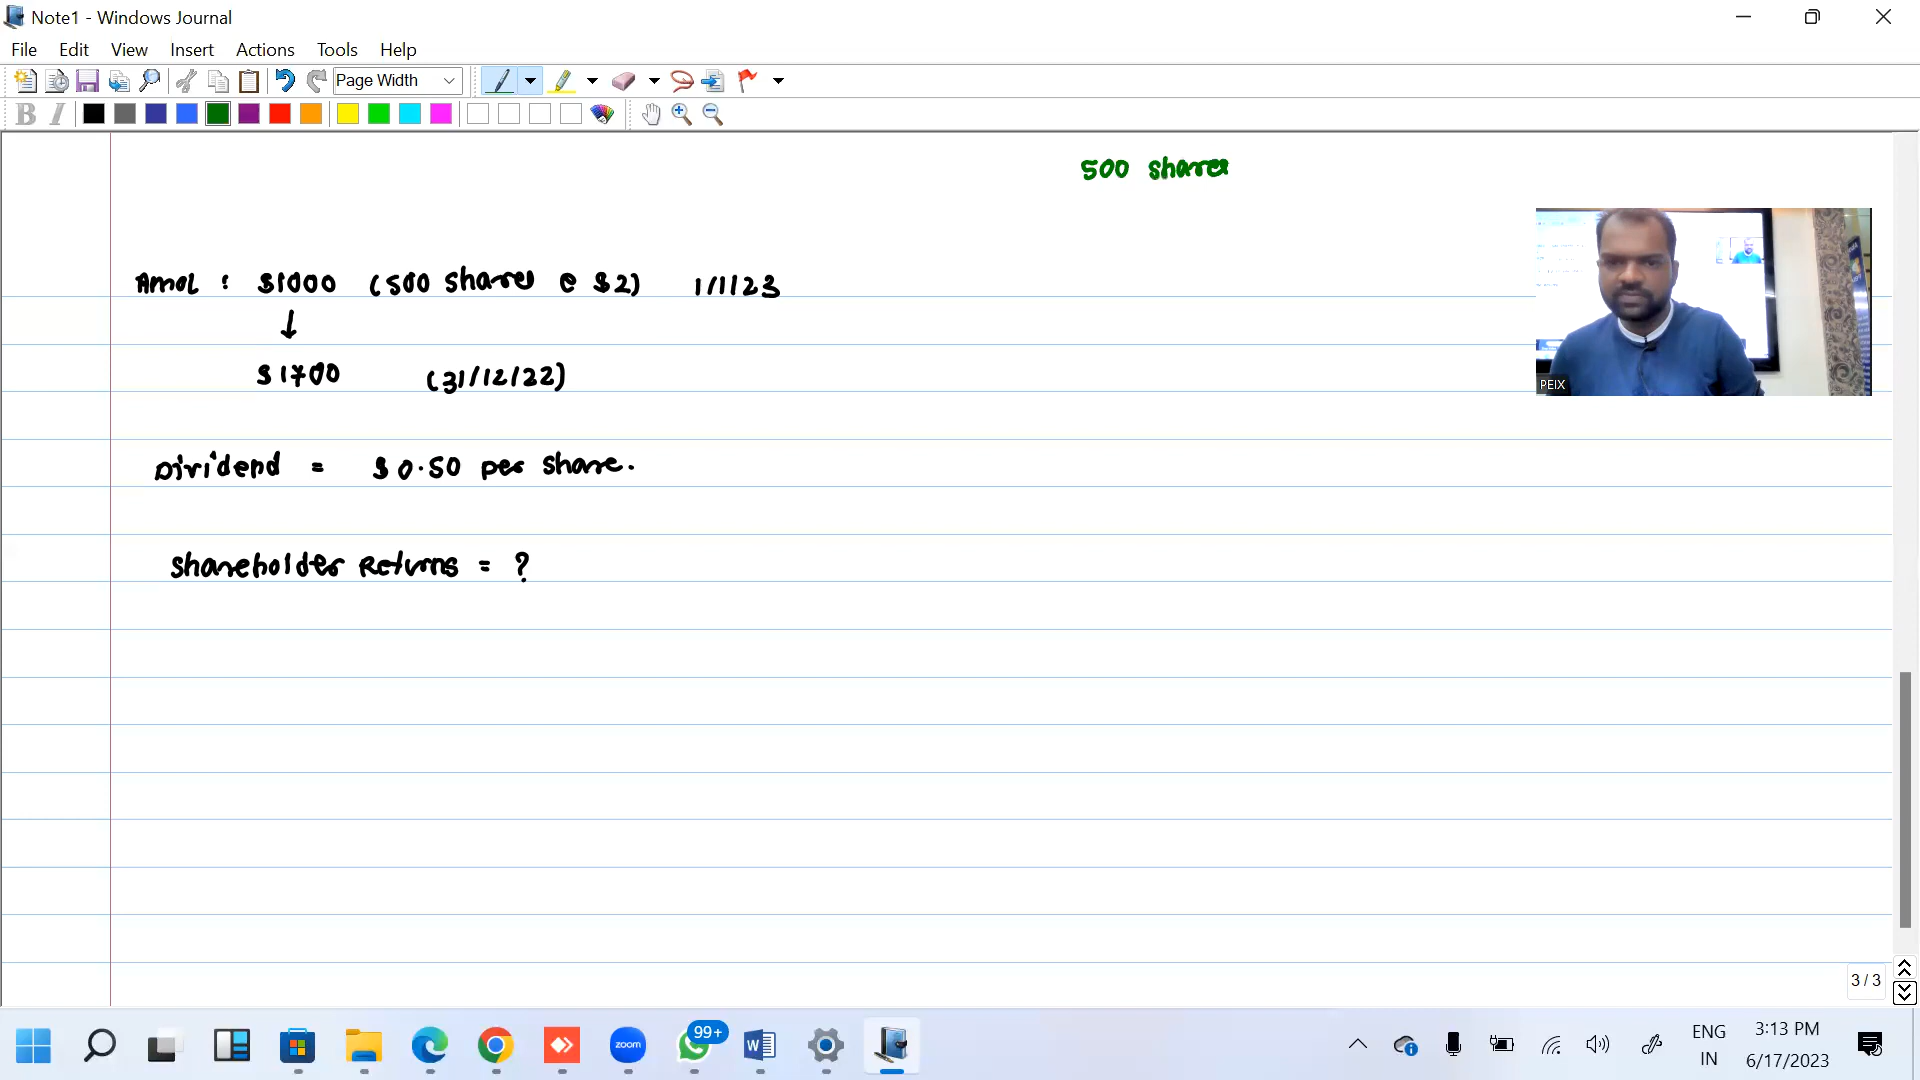 Note1 - Windows Journal
File Edit View Insert Actions Tools Help
Page Width
B I
500 shares
Amol : $1000 (500 shares @ $2) 1/1/23
↓
$1700 (31/12/22)
PEIX
Dividend = $0.50 per share.
Shareholder Returns = ?
3 / 3
99+
zoom
ENG
IN
3:13 PM
6/17/2023